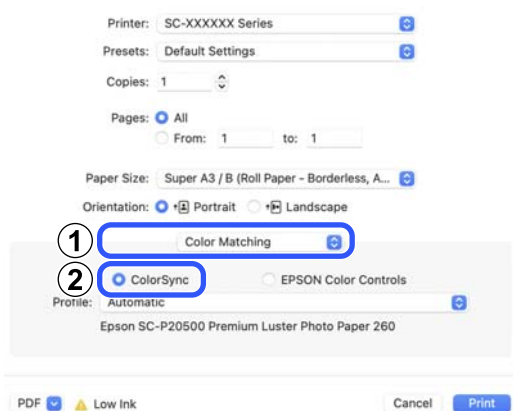 Printer: SC-XXXXXX Series
Presets: Default Settings
Copies: 1
Pages: All
From: 1 to: 1
Paper Size: Super A3 / B (Roll Paper - Borderless, A...
Orientation: Portrait Landscape
1 Color Matching
2 ColorSync EPSON Color Controls
Profile: Automatic
Epson SC-P20500 Premium Luster Photo Paper 260
PDF Low Ink Cancel Print